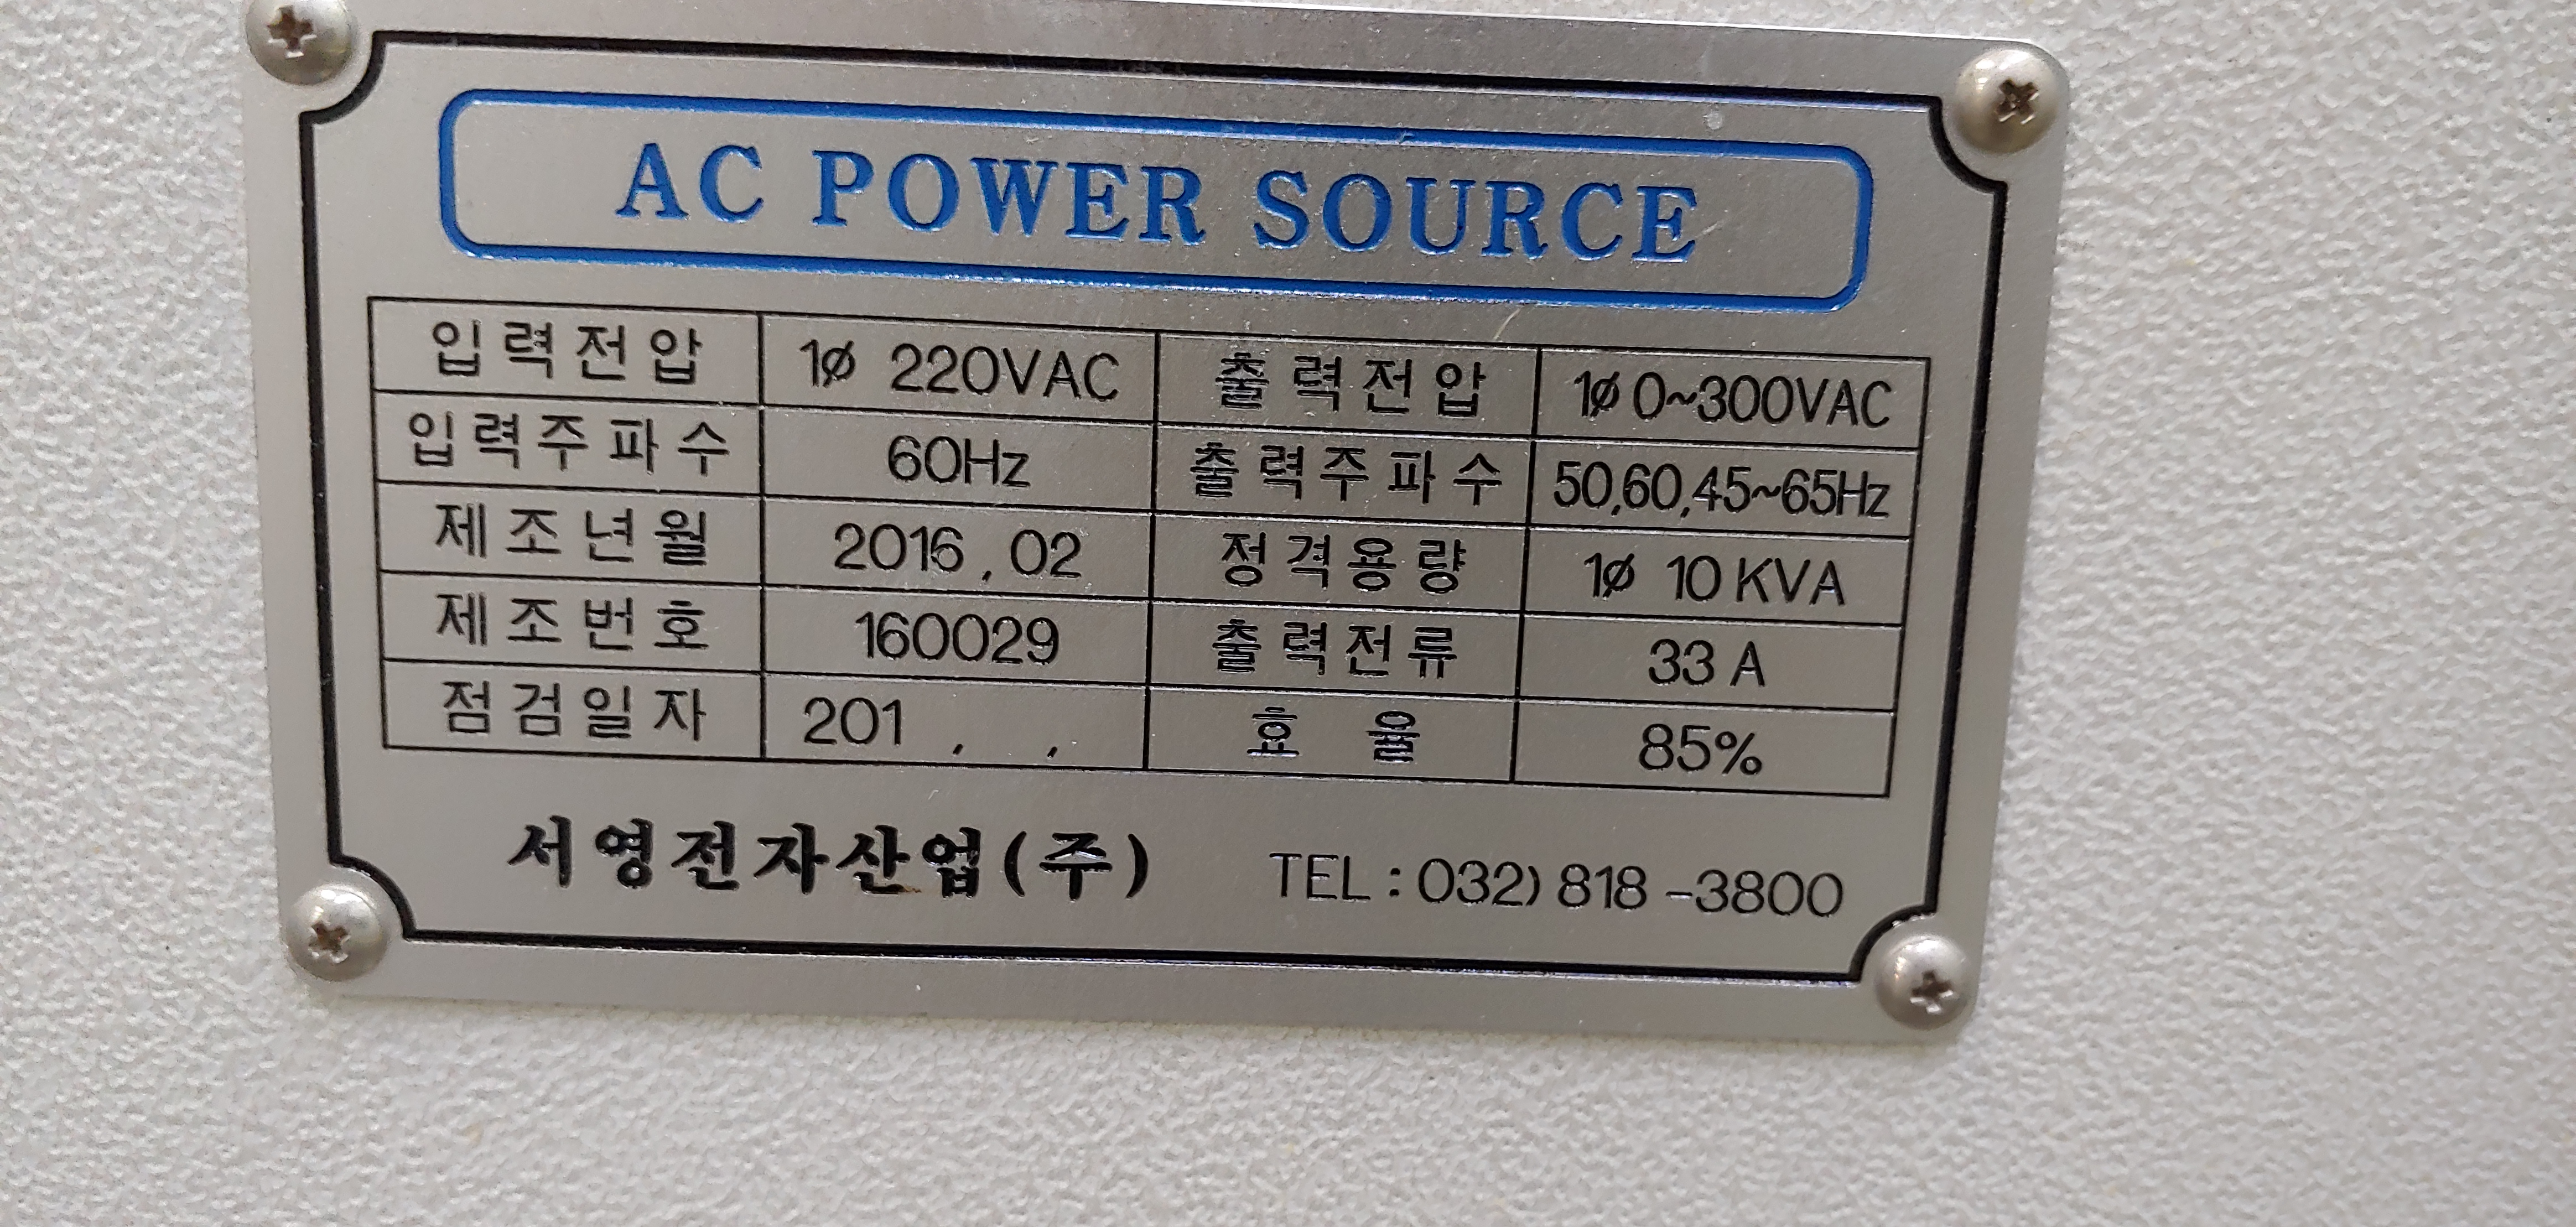 AC POWER SOURCE
입력전압 1ø 220VAC 출력전압 1ø 0~300VAC
입력주파수 60Hz 출력주파수 50,60,45~65Hz
제조년월 2016 . 02 정격용량 1ø 10 KVA
제조번호 160029 출력전류 33 A
점검일자 201 . . 효율 85%
서영전자산업(주) TEL : 032) 818 -3800